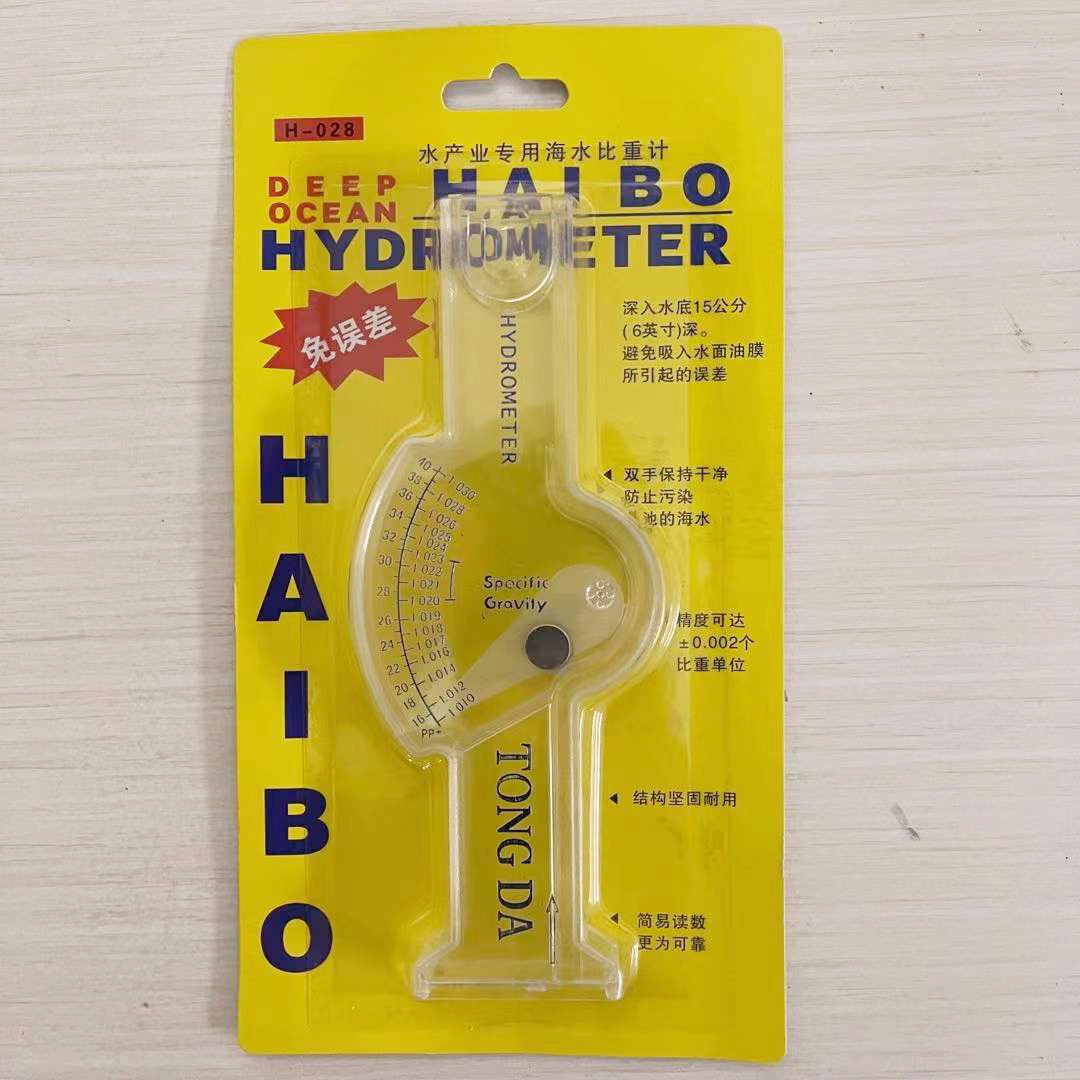 H-028
水产业专用海水比重计
DEEP
OCEAN
HAIBO
HYDROMETER
免误差
深入水底15公分
(6英寸)深。
避免吸入水面油膜
所引起的误差
HYDROMETER
HAIBO
双手保持干净
防止污染
池的海水
40 1.030
38 1.028
36 1.026
34 1.025
1.024
32 1.023
30 1.022
1.021
28 1.020
1.019
26 1.018
24 1.017
22 1.016
20 1.014
18 1.012
16 1.010
PP
Specific
Gravity
精度可达
±0.002个
比重单位
TONG DA
结构坚固耐用
简易读数
更为可靠